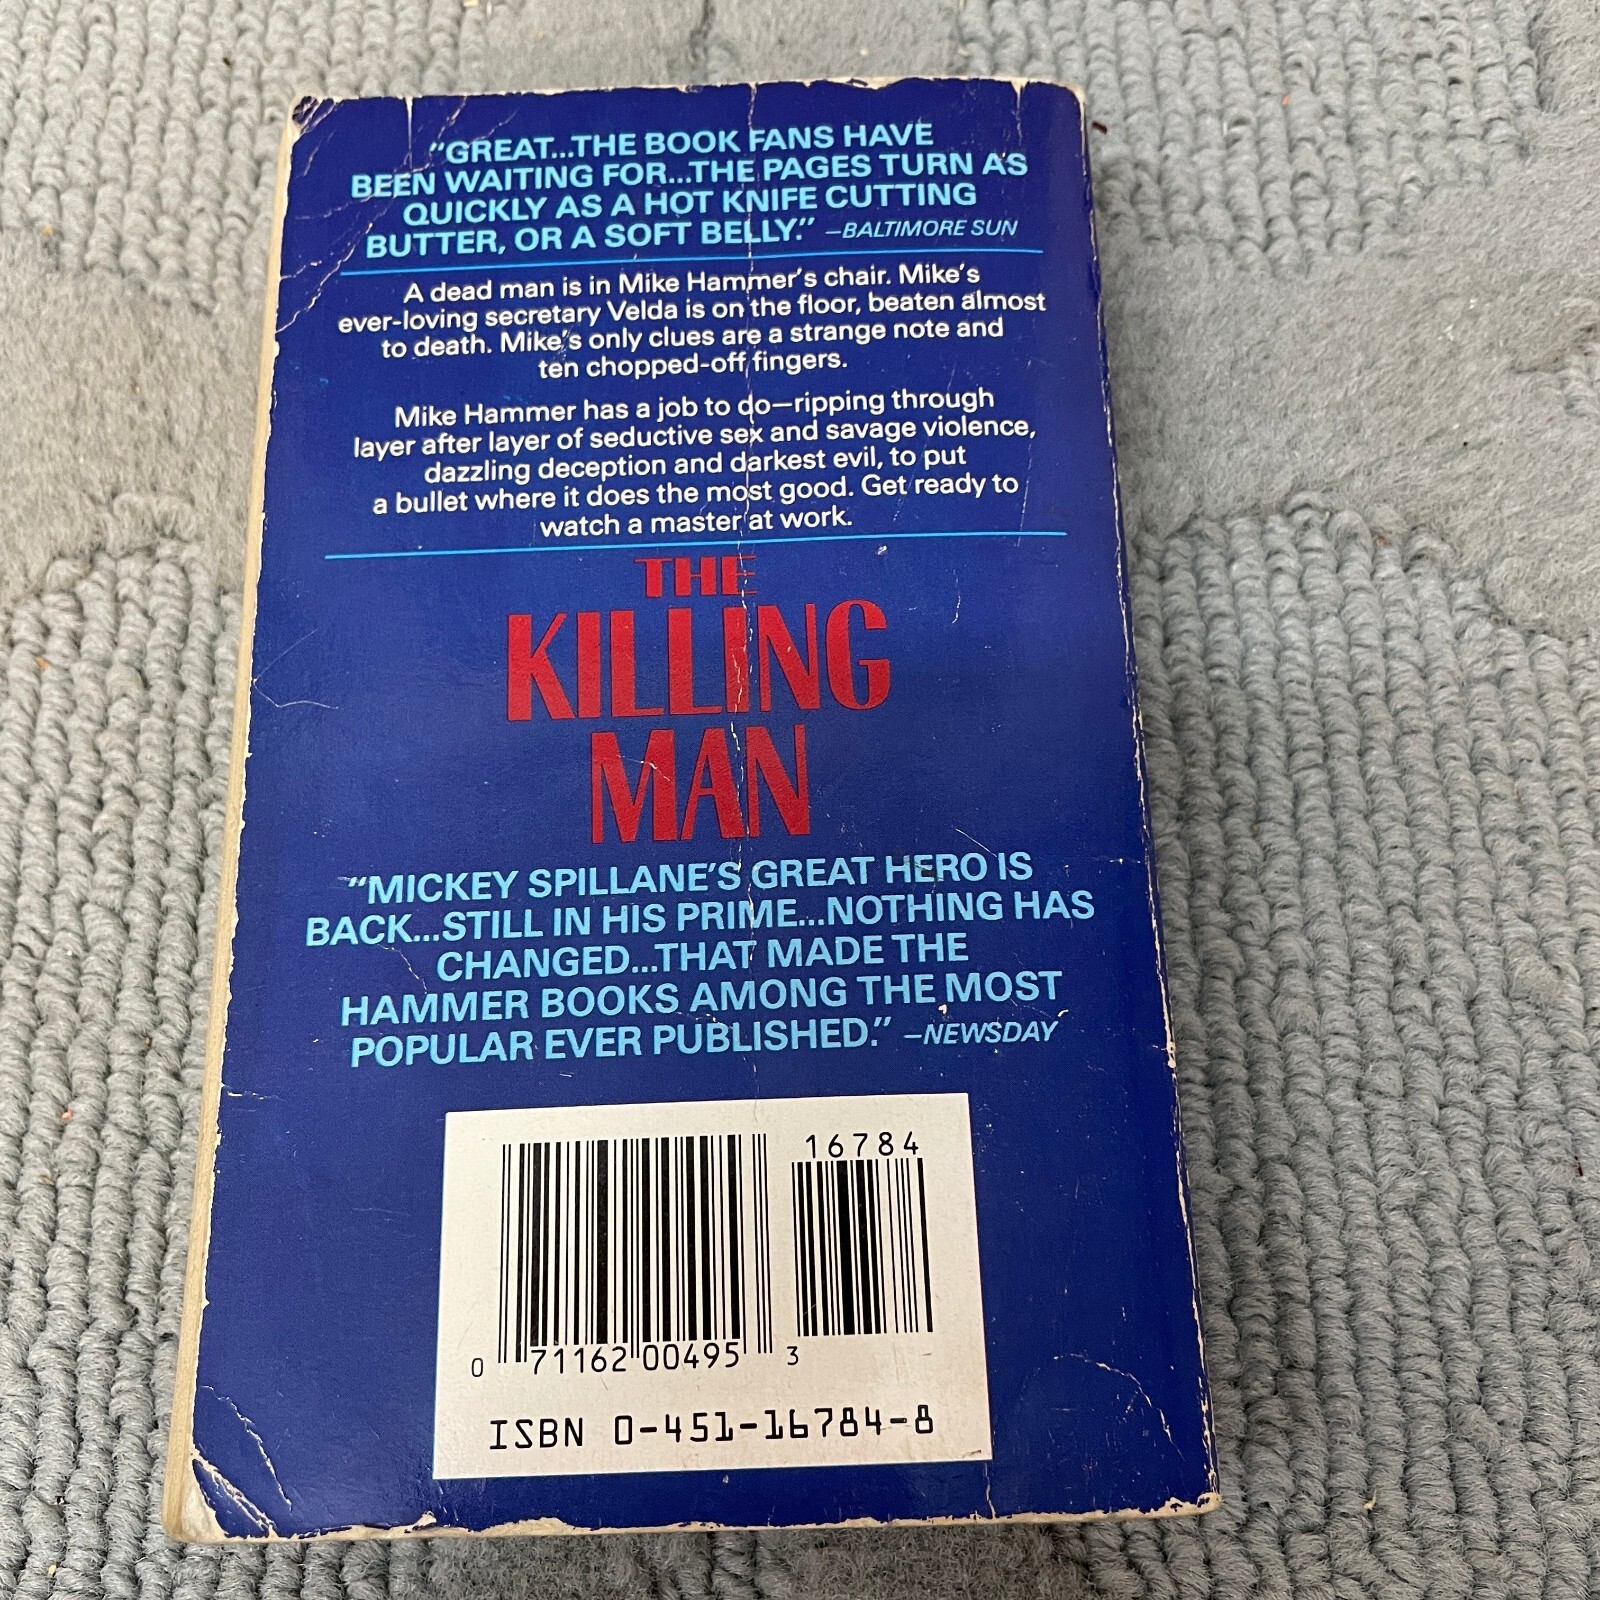 "GREAT...THE BOOK FANS HAVE
BEEN WAITING FOR...THE PAGES TURN AS
QUICKLY AS A HOT KNIFE CUTTING
BUTTER, OR A SOFT BELLY." –BALTIMORE SUN
A dead man is in Mike Hammer's chair. Mike's
ever-loving secretary Velda is on the floor, beaten almost
to death. Mike's only clues are a strange note and
ten chopped-off fingers.
Mike Hammer has a job to do—ripping through
layer after layer of seductive sex and savage violence,
dazzling deception and darkest evil, to put
a bullet where it does the most good. Get ready to
watch a master at work.
THE
KILLING
MAN
"MICKEY SPILLANE'S GREAT HERO IS
BACK...STILL IN HIS PRIME...NOTHING HAS
CHANGED...THAT MADE THE
HAMMER BOOKS AMONG THE MOST
POPULAR EVER PUBLISHED." –NEWSDAY
16784
0 71162 00495 3
ISBN 0-451-16784-8